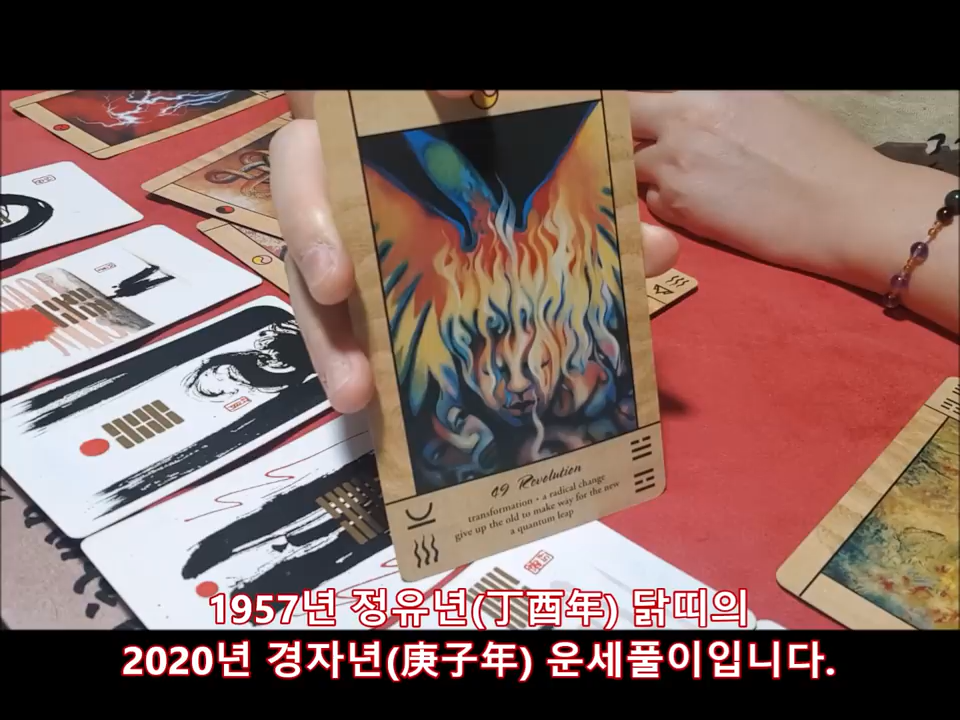 49 Revolution
transformation • a radical change
give up the old to make way for the new
a quantum leap
1957년 정유년(丁酉年) 닭띠의
2020년 경자년(庚子年) 운세풀이입니다.